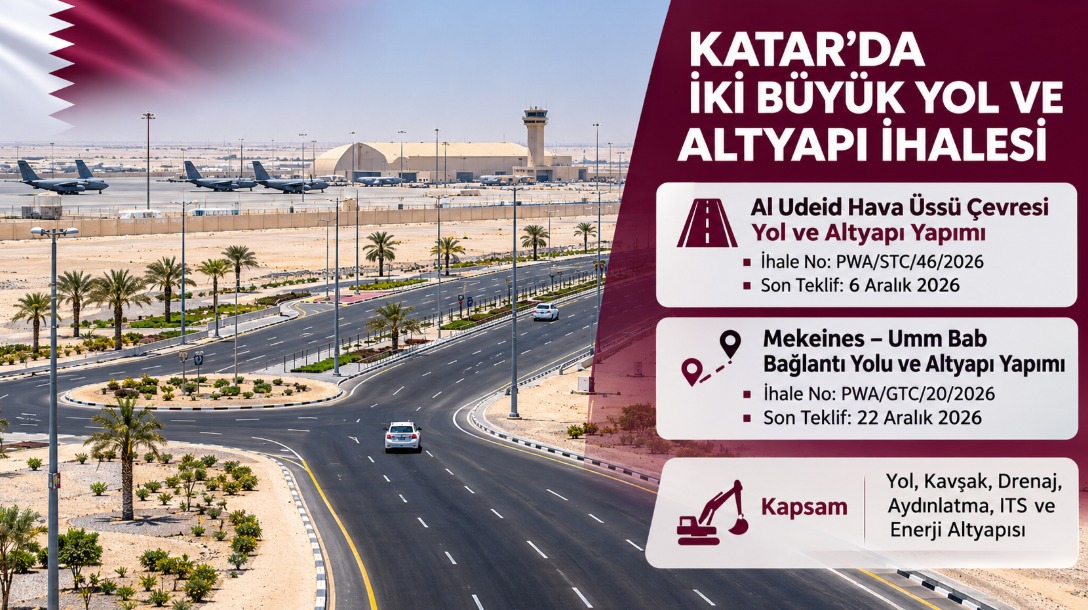 KATAR’DA
İKİ BÜYÜK YOL VE
ALTYAPI İHALESİ
Al Udeid Hava Üssü Çevresi
Yol ve Altyapı Yapımı
▪ İhale No: PWA/STC/46/2026
▪ Son Teklif: 6 Aralık 2026
Mekeines – Umm Bab
Bağlantı Yolu ve Altyapı Yapımı
▪ İhale No: PWA/GTC/20/2026
▪ Son Teklif: 22 Aralık 2026
Kapsam
Yol, Kavşak, Drenaj,
Aydınlatma, ITS ve
Enerji Altyapısı